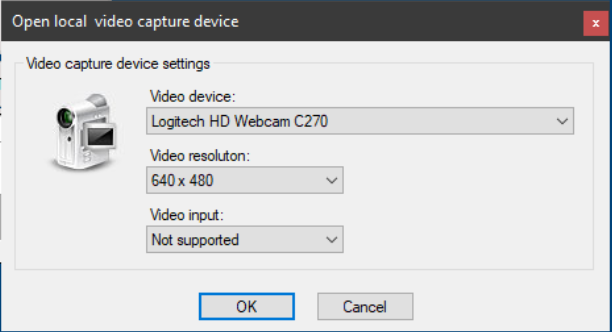 Open local  video capture device
x
Video capture device settings
Video device:
Logitech HD Webcam C270
Video resoluton:
640 x 480
Video input:
Not supported
OK
Cancel